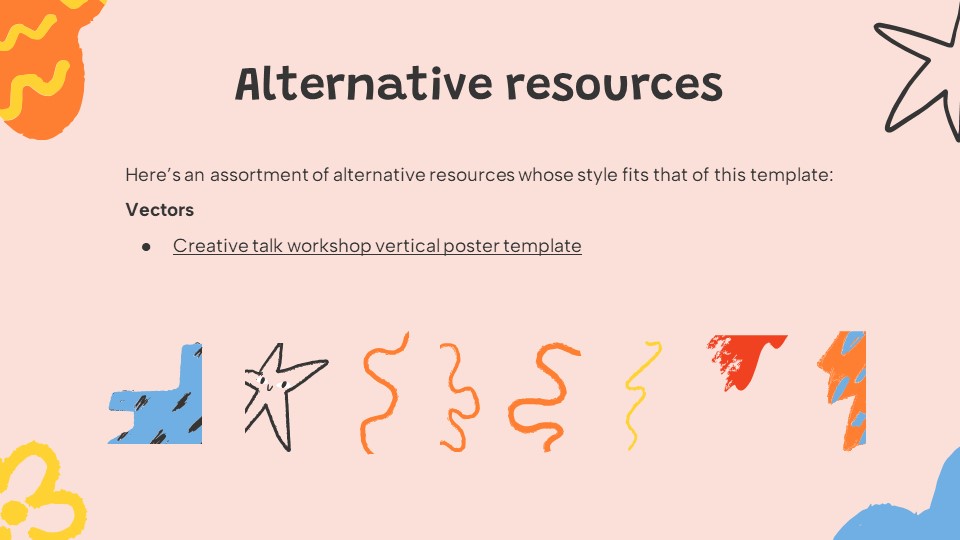 Alternative resources
Here’s an assortment of alternative resources whose style fits that of this template:
Vectors
● Creative talk workshop vertical poster template